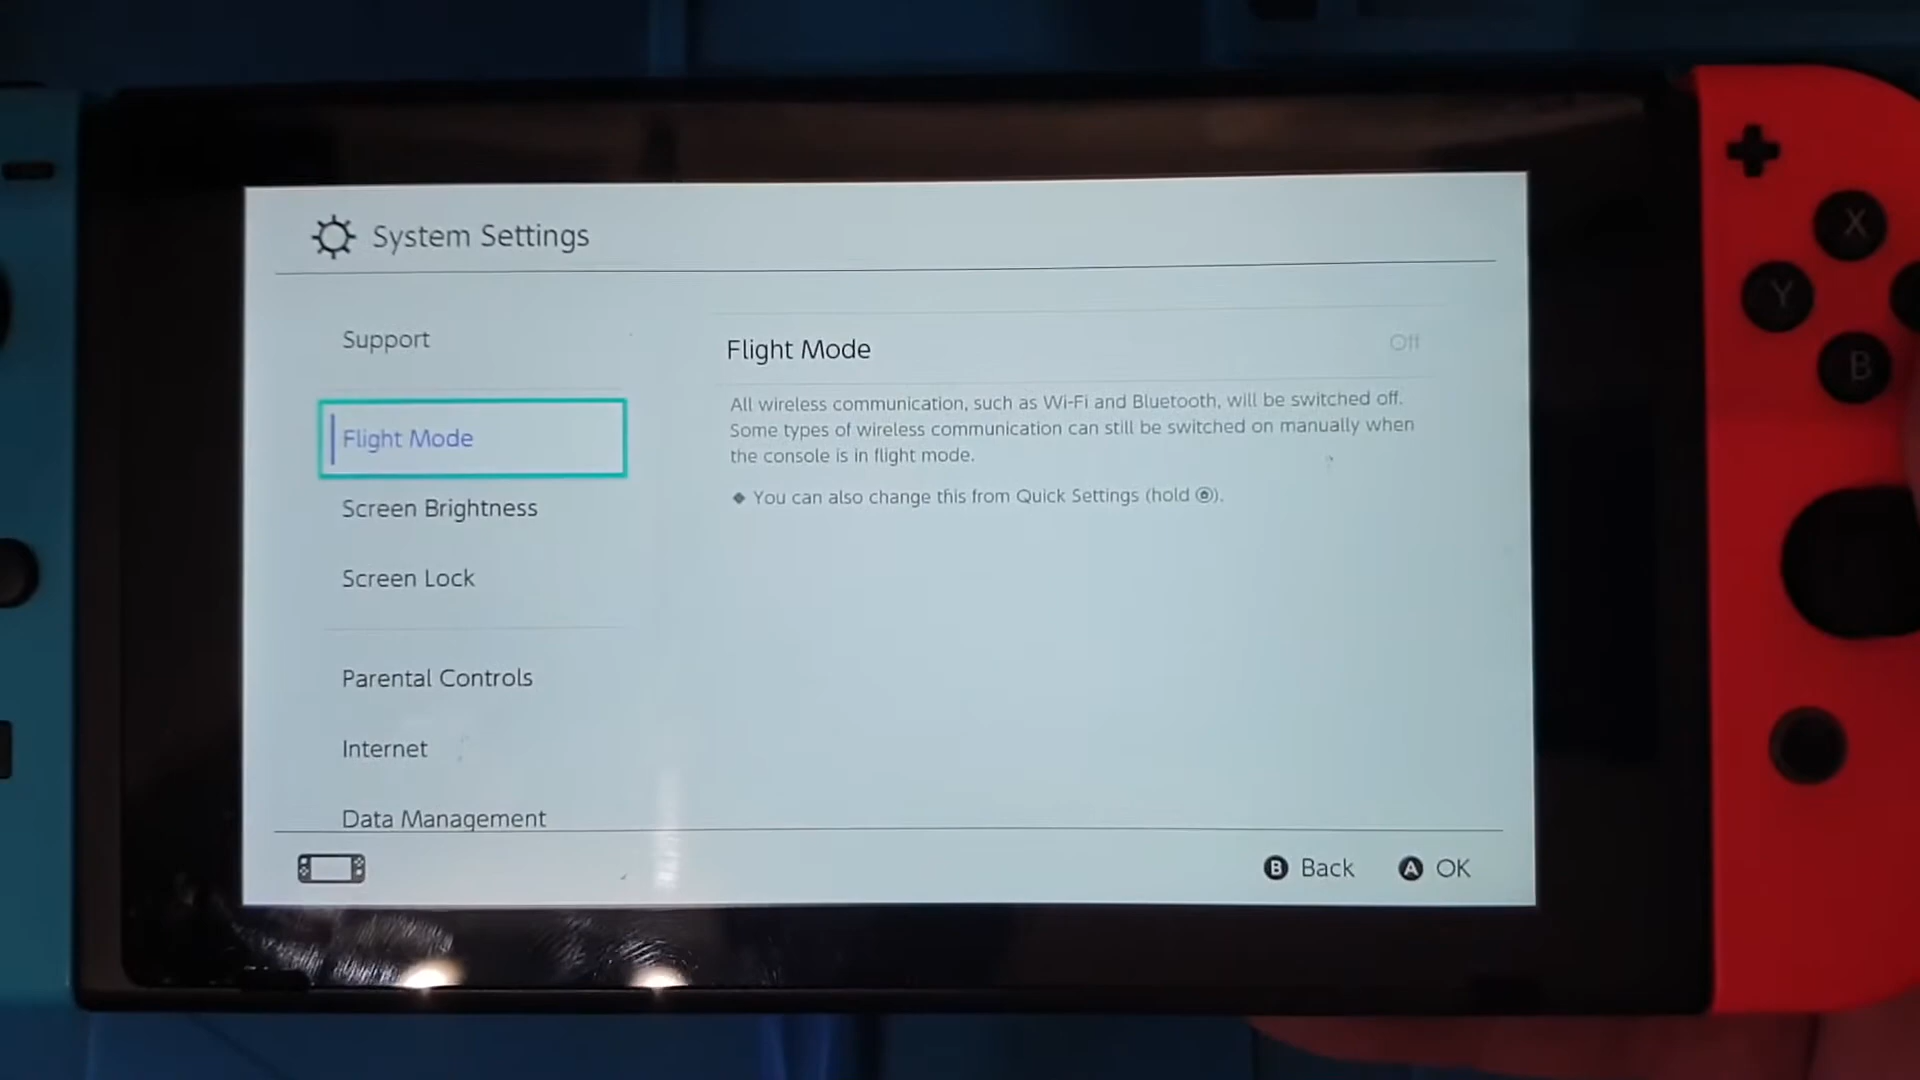 System Settings
Support
Flight Mode
Screen Brightness
Screen Lock
Parental Controls
Internet
Data Management
Flight Mode Off
All wireless communication, such as Wi-Fi and Bluetooth, will be switched off.
Some types of wireless communication can still be switched on manually when
the console is in flight mode.
◆ You can also change this from Quick Settings (hold ).
B Back A OK
X
Y
B